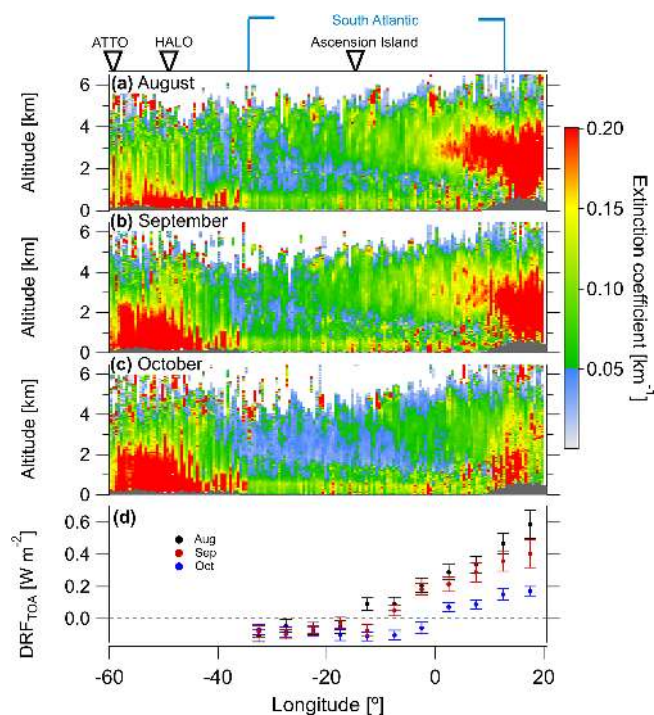 South Atlantic
ATTO HALO Ascension Island
(a) August
6
4
2
0
Altitude [km]
(b) September
6
4
2
0
Altitude [km]
(c) October
6
4
2
0
Altitude [km]
0.20
0.15
0.10
0.05
0.00
Extinction coefficient [km⁻¹]
(d)
Aug
Sep
Oct
0.6
0.4
0.2
0.0
DRF_TOA [W m⁻²]
-60 -40 -20 0 20
Longitude [º]